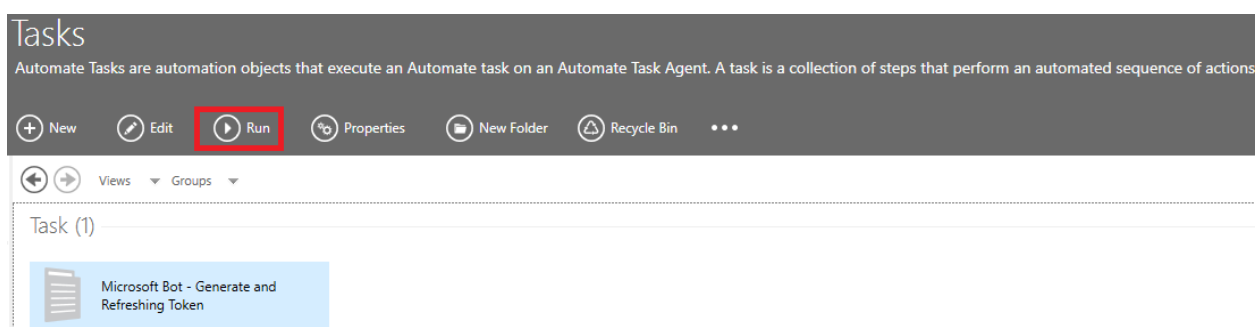 Tasks
Automate Tasks are automation objects that execute an Automate task on an Automate Task Agent. A task is a collection of steps that perform an automated sequence of actions
New Edit Run Properties New Folder Recycle Bin •••
Views Groups
Task (1)
Microsoft Bot - Generate and
Refreshing Token